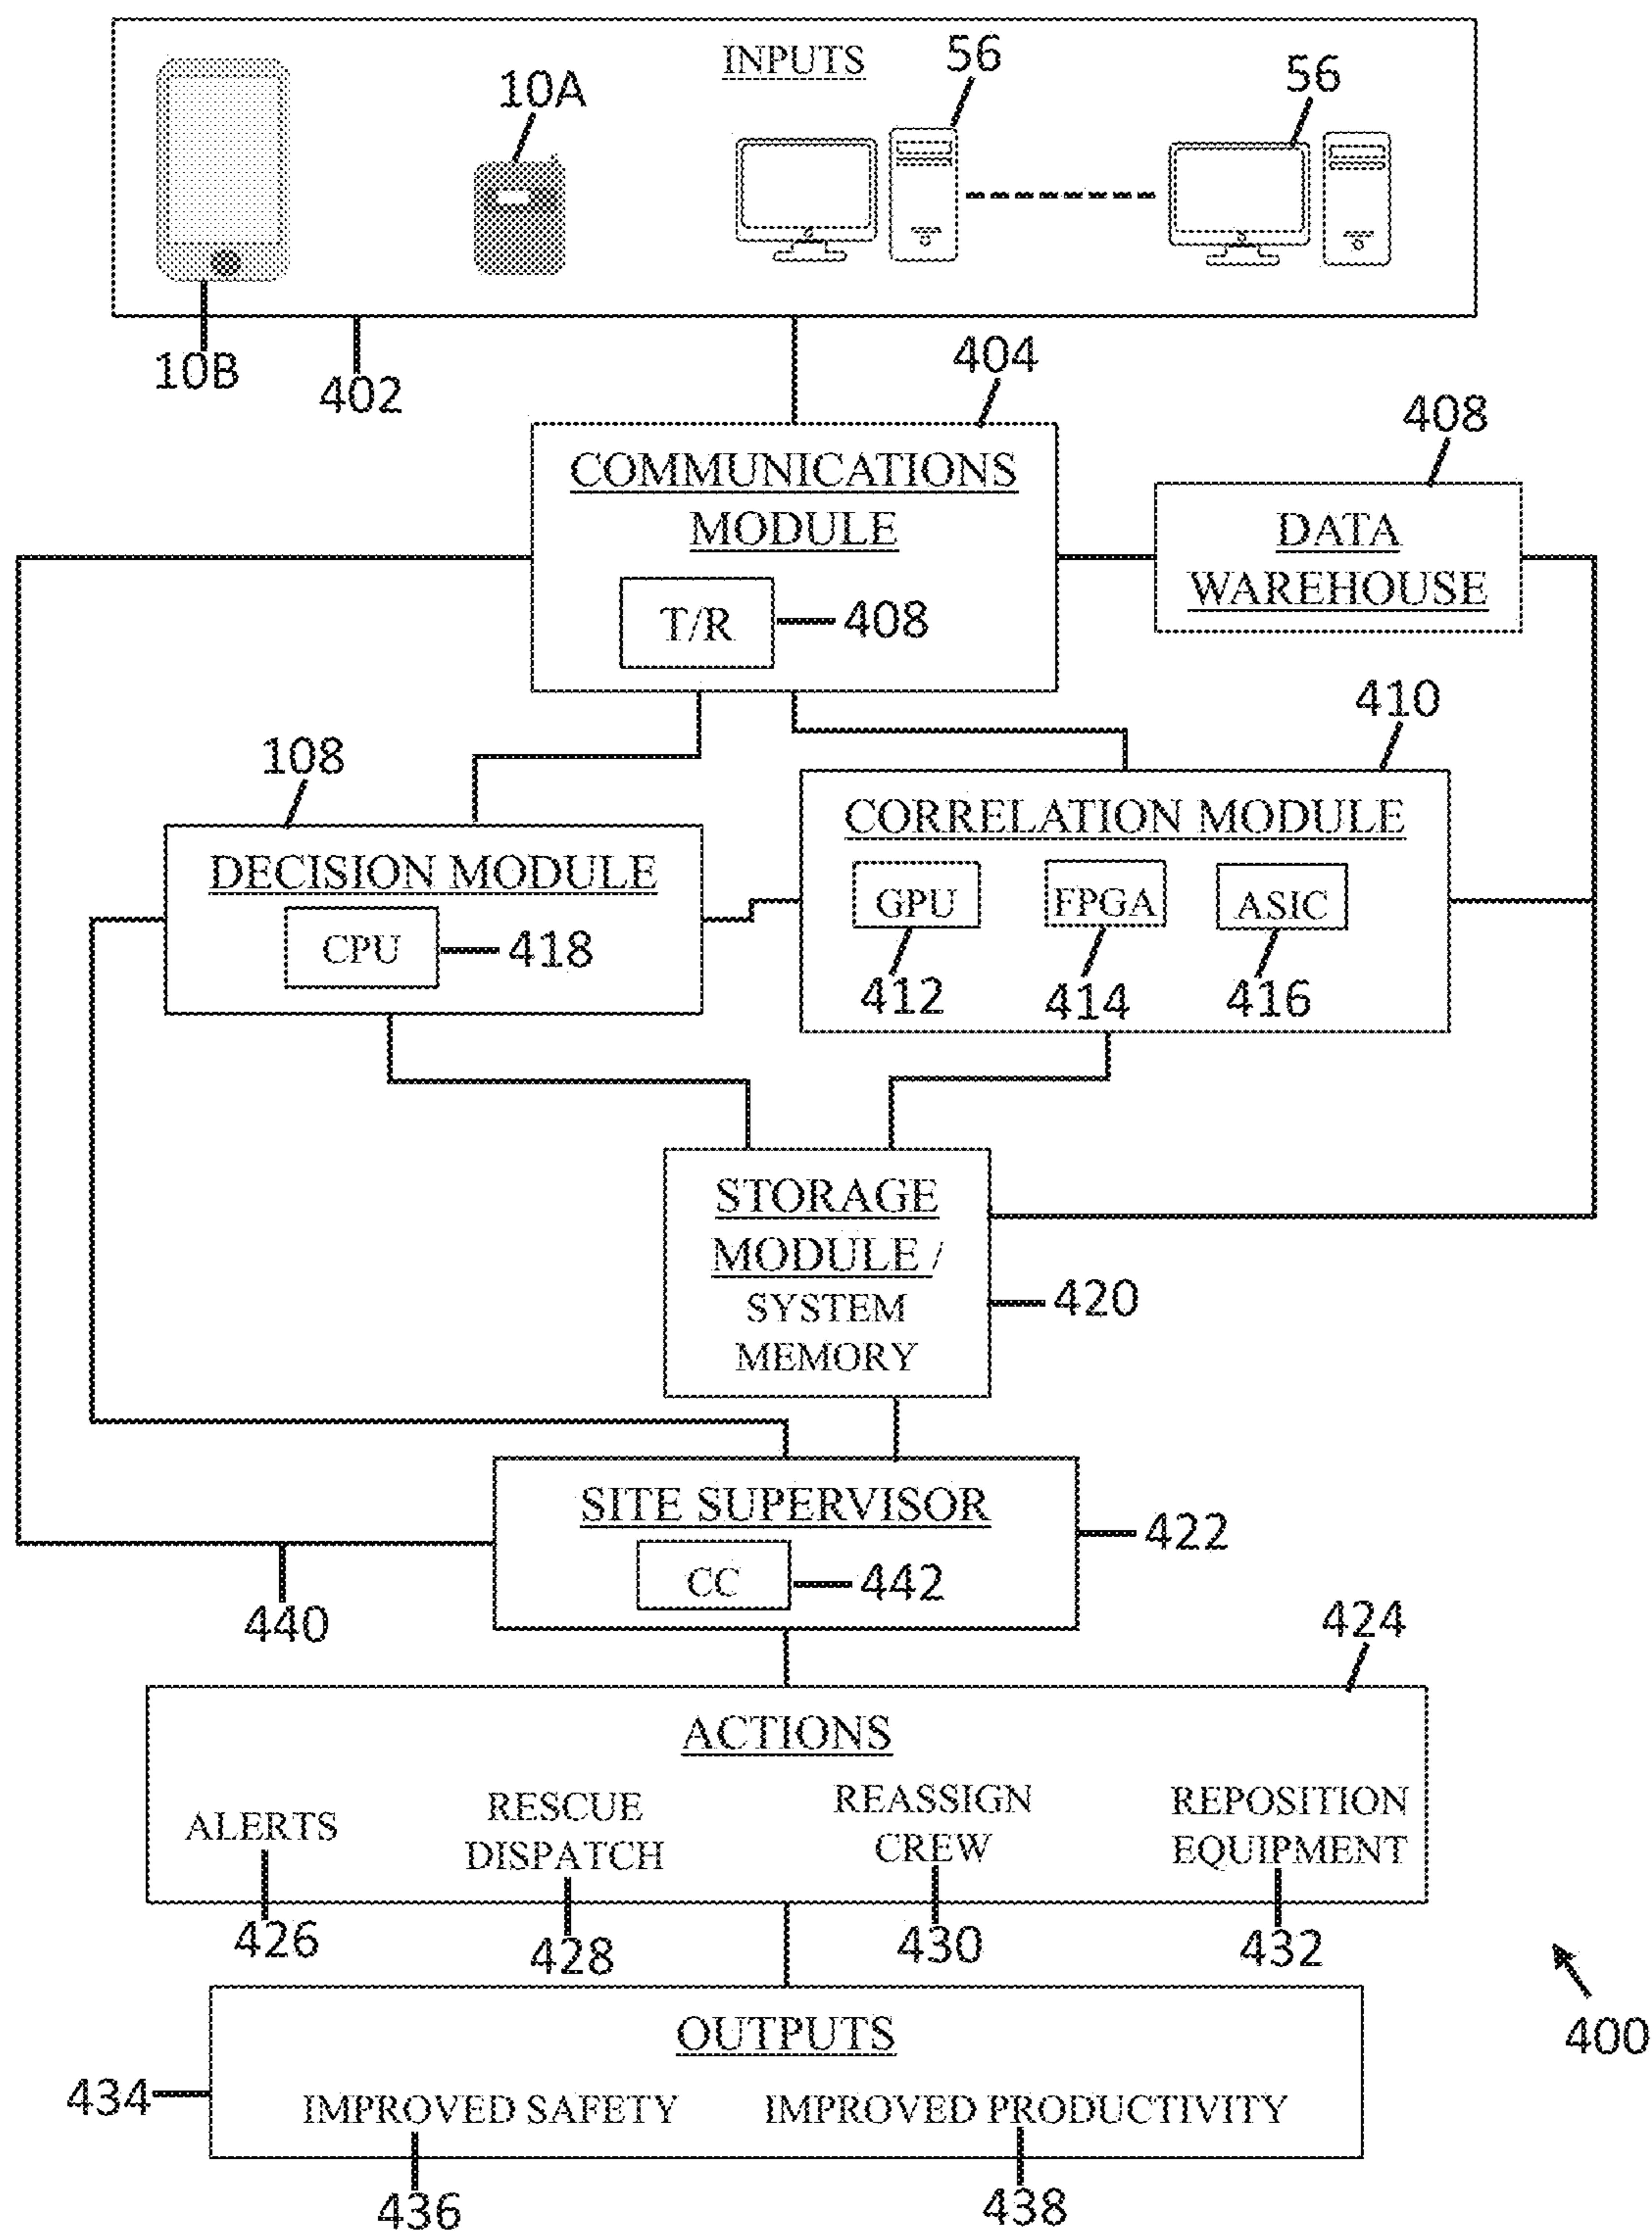 INPUTS
56
56
10A
10B
402
404
COMMUNICATIONS
MODULE
T/R
408
408
DATA
WAREHOUSE
410
108
CORRELATION MODULE
GPU
FPGA
ASIC
412
414
416
DECISION MODULE
CPU
418
STORAGE
MODULE /
SYSTEM
MEMORY
420
SITE SUPERVISOR
CC
442
422
440
424
ACTIONS
ALERTS
RESCUE
DISPATCH
REASSIGN
CREW
REPOSITION
EQUIPMENT
426
428
430
432
400
OUTPUTS
434
IMPROVED SAFETY
IMPROVED PRODUCTIVITY
436
438